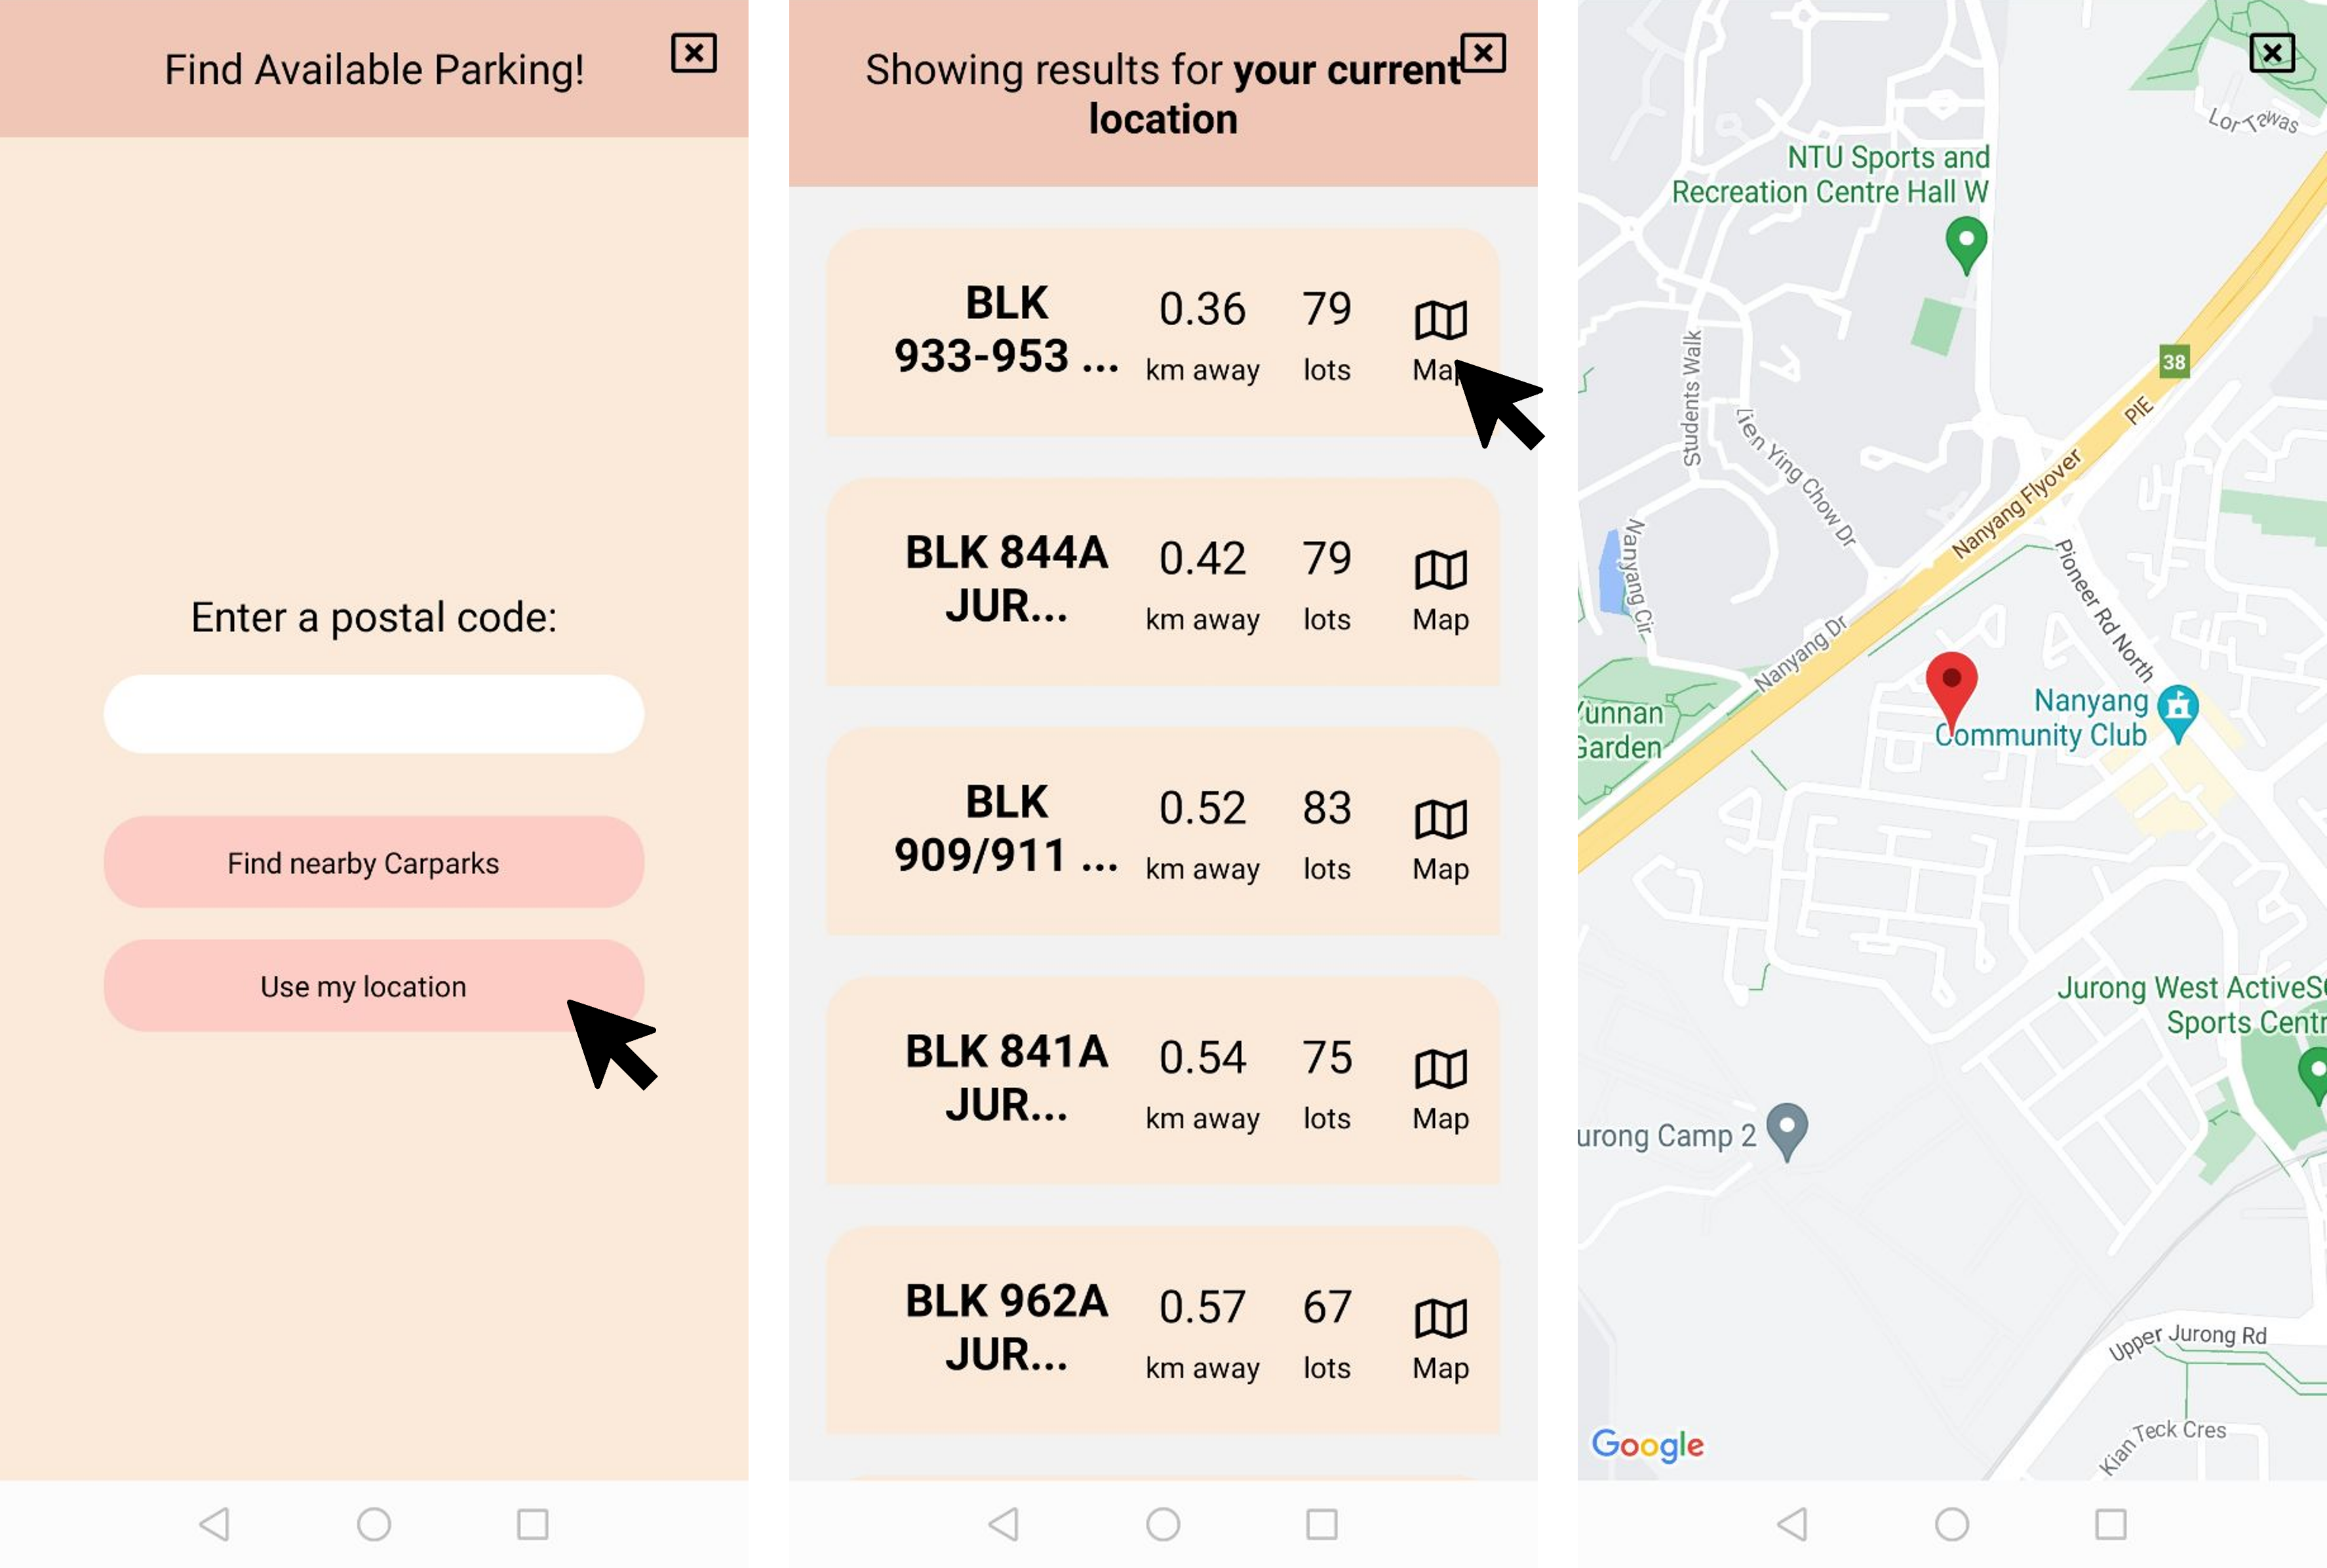 Find Available Parking!
Enter a postal code:
Find nearby Carparks
Use my location
Showing results for your current
location
BLK
933-953 ...
0.36
km away
79
lots
Map
BLK 844A
JUR...
0.42
km away
79
lots
Map
BLK
909/911 ...
0.52
km away
83
lots
Map
BLK 841A
JUR...
0.54
km away
75
lots
Map
BLK 962A
JUR...
0.57
km away
67
lots
Map
NTU Sports and
Recreation Centre Hall W
Students Walk
Lien Ying Chow Dr
38
PIE
Nanyang Flyover
Nanyang Cir
Nanyang Dr
Pioneer Rd North
Nanyang
Community Club
unnan
Garden
Jurong West ActiveS
Sports Centr
urong Camp 2
Upper Jurong Rd
Kian Teck Cres
Google